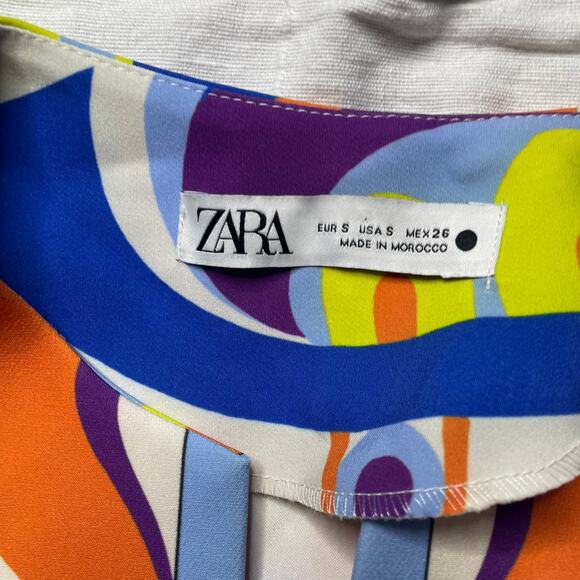 ZARA
EUR S USA S MEX 26
MADE IN MOROCCO